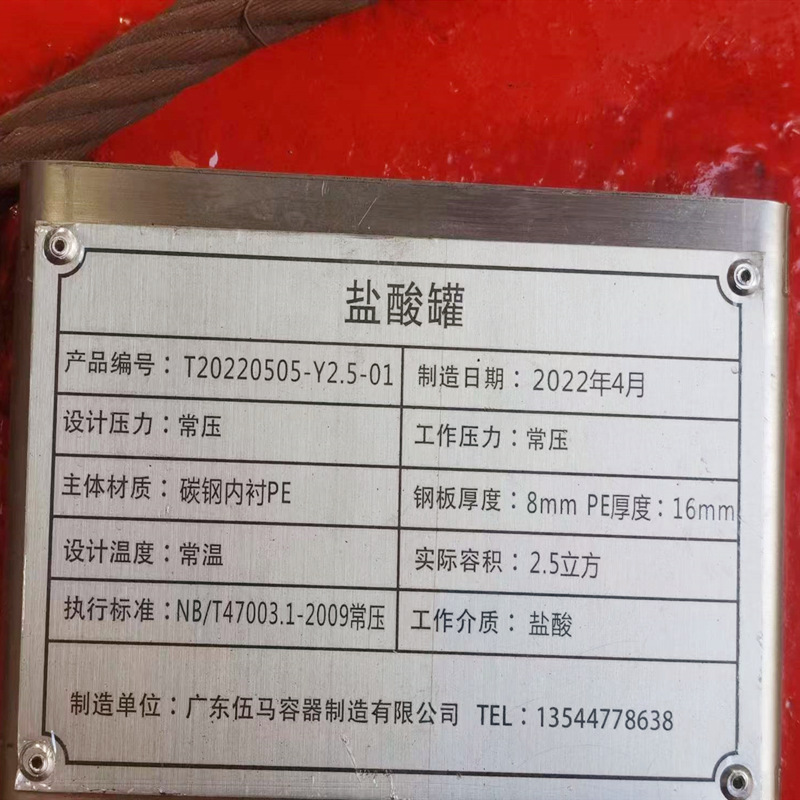 盐酸罐
产品编号：T20220505-Y2.5-01 制造日期：2022年4月
设计压力：常压 工作压力：常压
主体材质：碳钢内衬PE 钢板厚度：8mm PE厚度：16mm
设计温度：常温 实际容积：2.5立方
执行标准：NB/T47003.1-2009常压 工作介质：盐酸
制造单位：广东伍马容器制造有限公司 TEL：13544778638